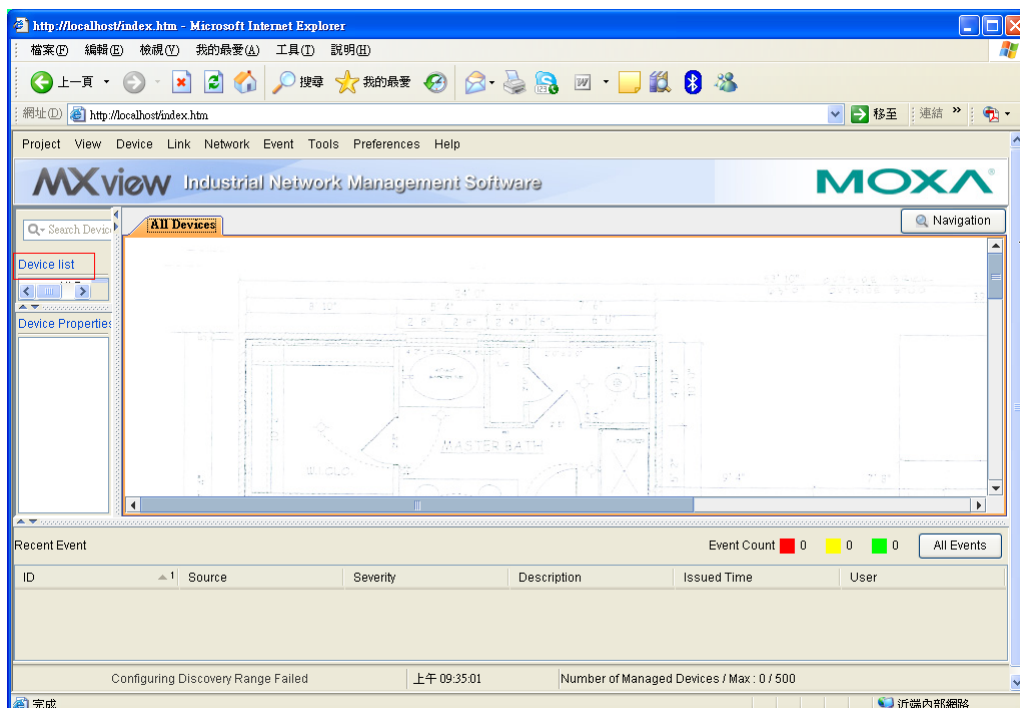 http://localhost/index.htm - Microsoft Internet Explorer
檔案(F) 編輯(E) 檢視(V) 我的最愛(A) 工具(T) 說明(H)
上一頁 搜尋 我的最愛
網址(D) http://localhost/index.htm 移至 連結 »
Project View Device Link Network Event Tools Preferences Help
MXview Industrial Network Management Software MOXA®
Search Devic All Devices Navigation
Device list
Device Properties
MASTER BATH
Recent Event Event Count 0 0 0 All Events
ID 1 Source Severity Description Issued Time User
Configuring Discovery Range Failed 上午 09:35:01 Number of Managed Devices / Max : 0 / 500
完成 近端內部網路